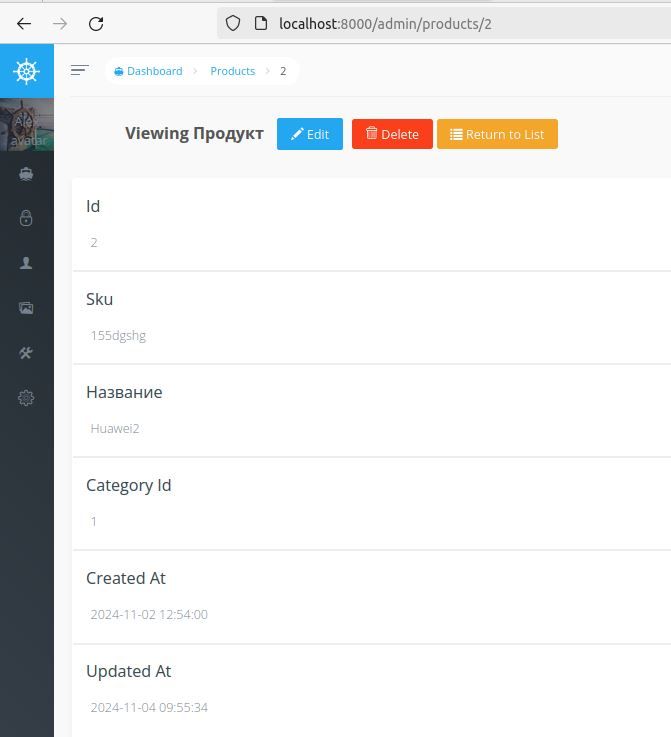 localhost:8000/admin/products/2
Dashboard > Products > 2
Alex
avatar
Viewing Продукт Edit Delete Return to List
Id
2
Sku
155dgshg
Название
Huawei2
Category Id
1
Created At
2024-11-02 12:54:00
Updated At
2024-11-04 09:55:34